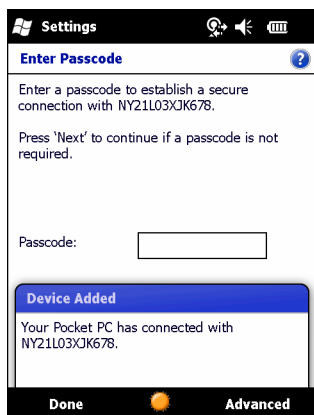 Settings
Enter Passcode
Enter a passcode to establish a secure
connection with NY21L03XJK678.
Press ‘Next’ to continue if a passcode is not
required.
Passcode:
Device Added
Your Pocket PC has connected with
NY21L03XJK678.
Done
Advanced